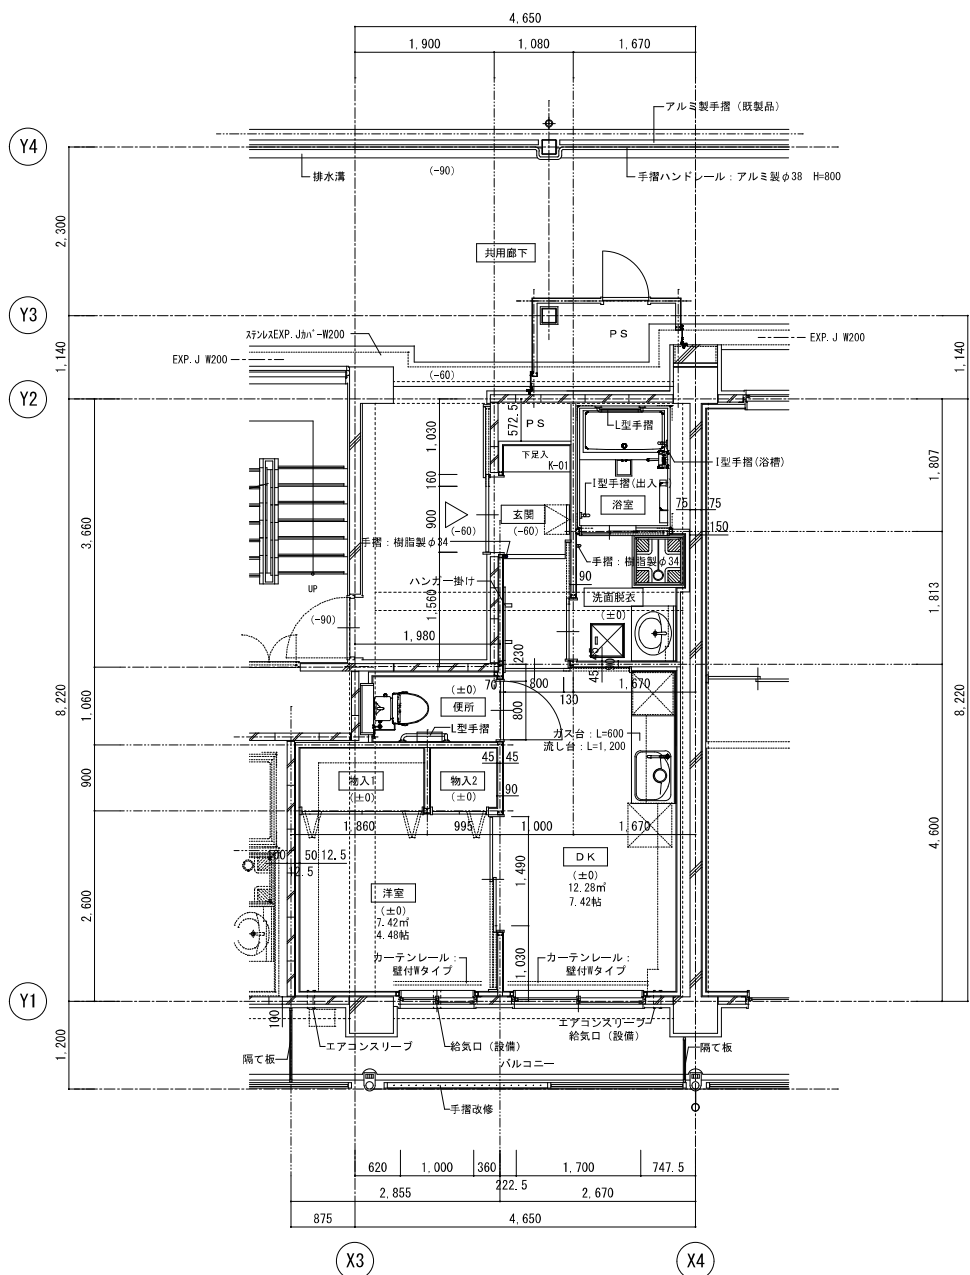 4,650
1,900
1,080
1,670
アルミ製手摺（既製品）
Y4
排水溝
(-90)
手摺ハンドレール：アルミ製φ38 H=800
2,300
共用廊下
Y3
PS
ステンレスEXP.Jカバー-W200
EXP.J W200
EXP.J W200
1,140
(-60)
1,140
Y2
572.5
PS
L型手摺
1,030
下足入
K-01
I型手摺(浴槽)
1,807
160
I型手摺(出入口)
浴室
75
75
玄関
900
(-60)
(-60)
150
3,660
手摺：樹脂製φ34
手摺：樹脂製φ34
ハンガー掛け
90
UP
洗面脱衣
(±0)
1,560
1,813
(-90)
1,980
230
45
90
70
800
1,670
130
(±0)
便所
800
8,220
1,060
8,220
L型手摺
ガス台：L=600
流し台：L=1,200
45
45
900
物入1
(±0)
物入2
(±0)
90
1,860
995
1,000
1,670
100
50
12.5
DK
(±0)
12.28㎡
7.42帖
1,490
4,600
洋室
(±0)
7.42㎡
4.48帖
2,600
カーテンレール：
壁付Wタイプ
カーテンレール：
壁付Wタイプ
1,030
Y1
100
エアコンスリーブ
給気口（設備）
エアコンスリーブ
給気口（設備）
隔て板
隔て板
バルコニー
1,200
手摺改修
620
1,000
360
1,700
747.5
222.5
2,855
2,670
875
4,650
X3
X4